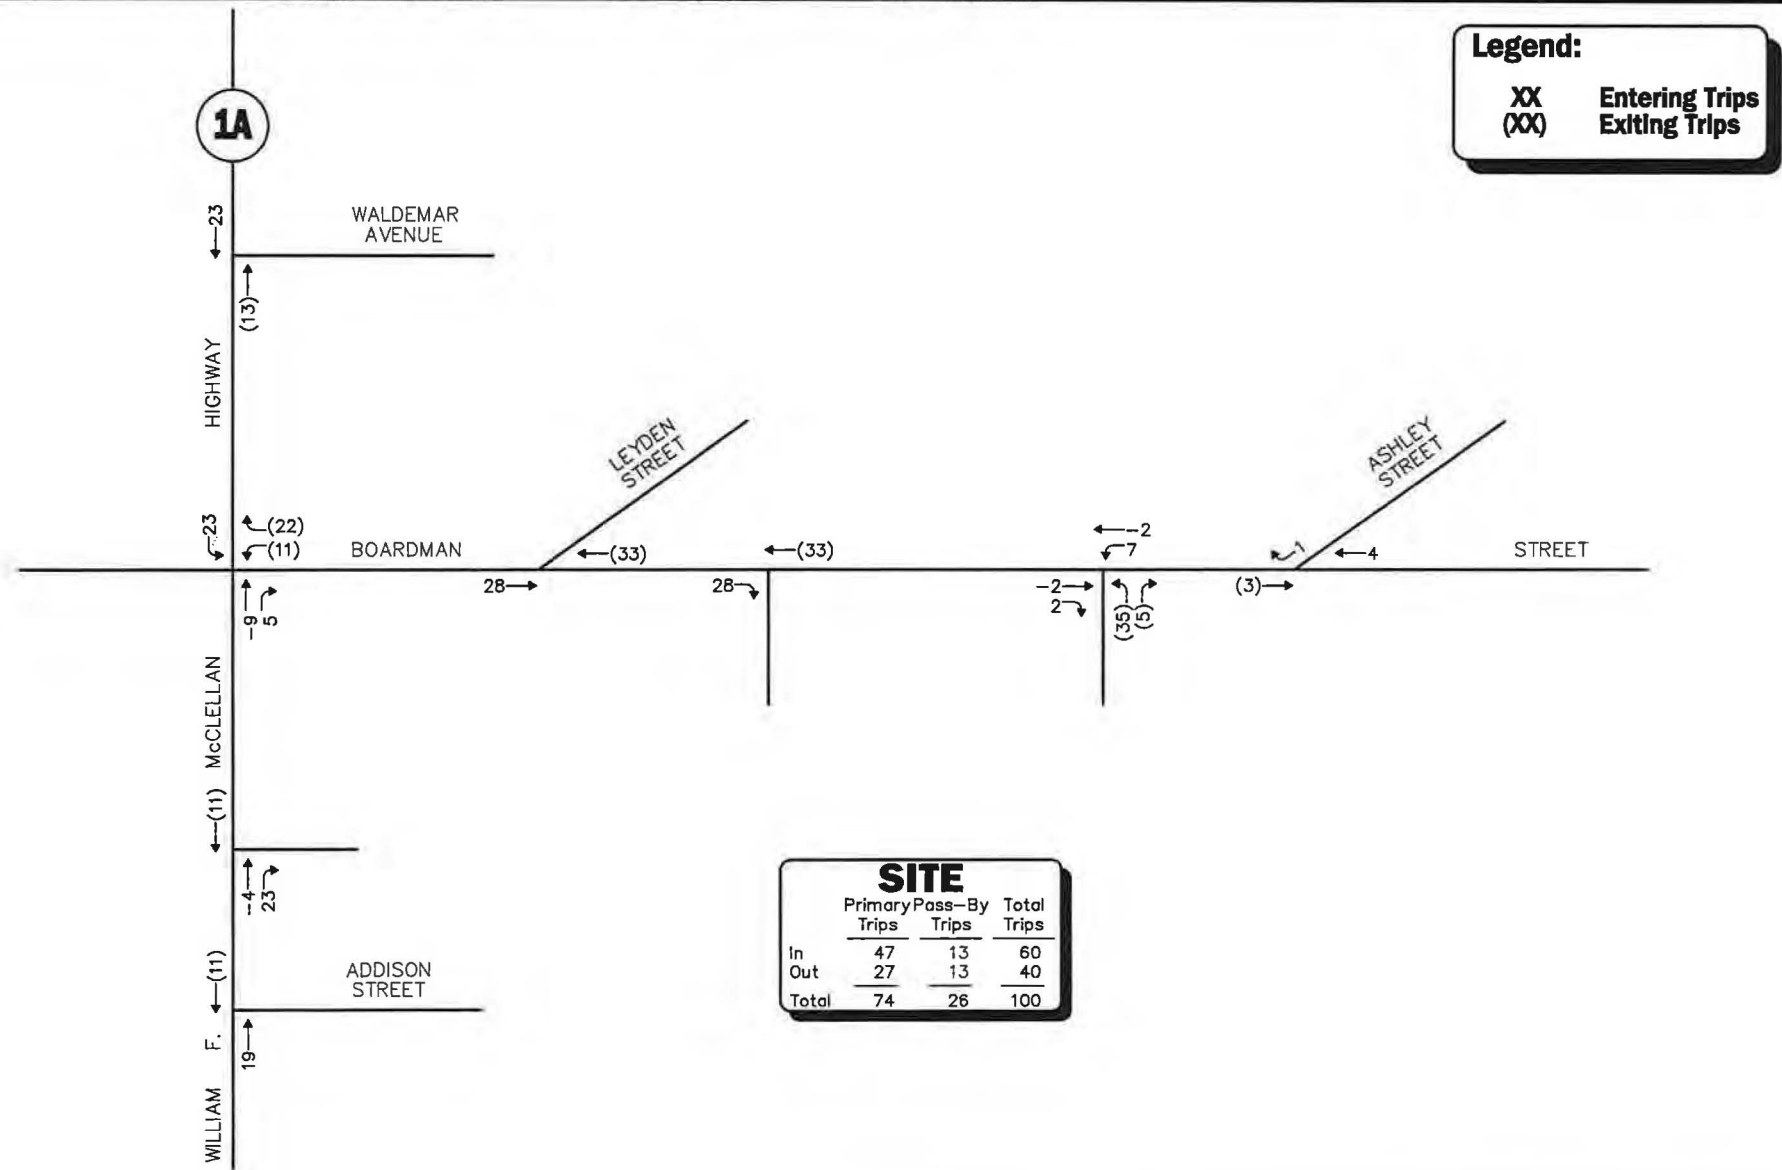 Legend:
XX Entering Trips
(XX) Exiting Trips
1A
23
WALDEMAR
AVENUE
(13)
HIGHWAY
LEYDEN
STREET
ASHLEY
STREET
23
(22)
(11)
BOARDMAN
(33)
(33)
-2
7
1
4
STREET
28
28
-2
2
(35)
(5)
(3)
-9
5
McCLELLAN
(11)
-4
23
(11)
ADDISON
STREET
19
F.
WILLIAM
SITE
Primary Pass-By Total
Trips Trips Trips
In 47 13 60
Out 27 13 40
Total 74 26 100